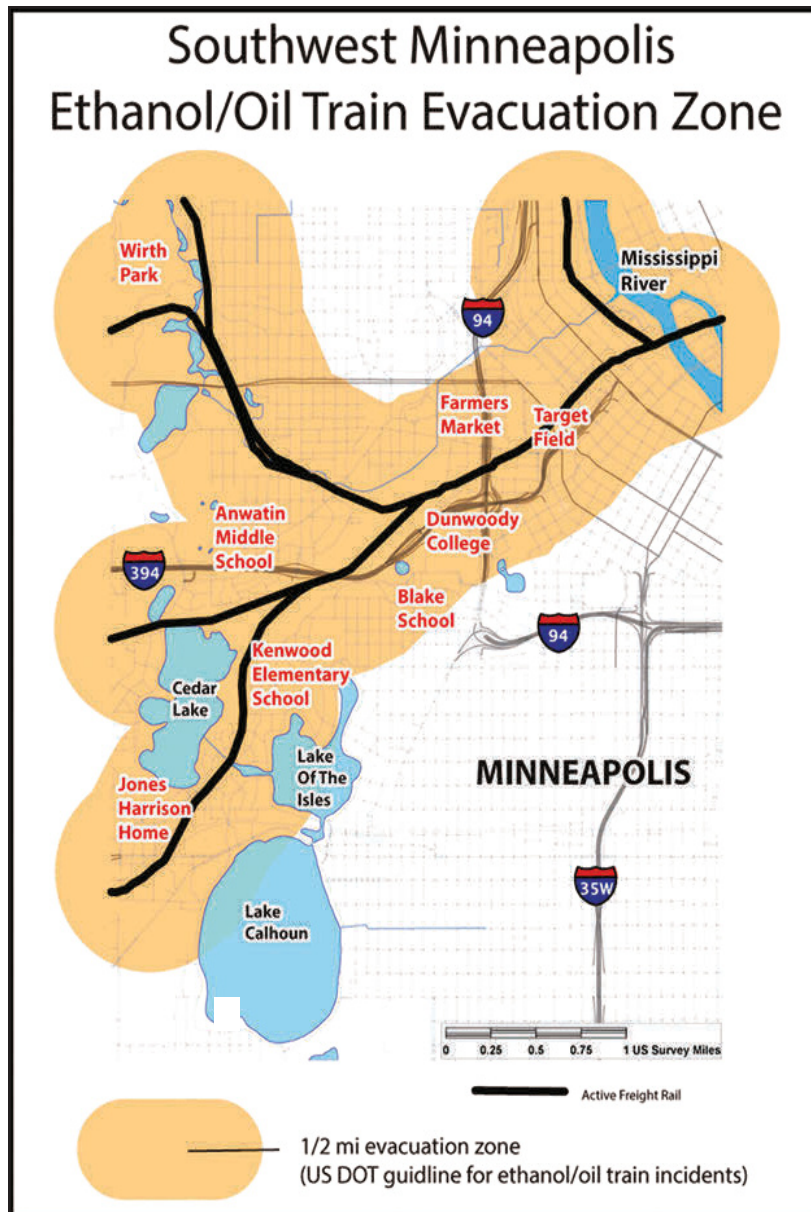 Southwest Minneapolis
Ethanol/Oil Train Evacuation Zone
Wirth
Park
Mississippi
River
94
Farmers
Market
Target
Field
Anwatin
Middle
School
Dunwoody
College
394
Blake
School
94
Kenwood
Elementary
School
Cedar
Lake
Lake
Of The
Isles
MINNEAPOLIS
Jones
Harrison
Home
35W
Lake
Calhoun
0 0.25 0.5 0.75 1 US Survey Miles
Active Freight Rail
1/2 mi evacuation zone
(US DOT guidline for ethanol/oil train incidents)